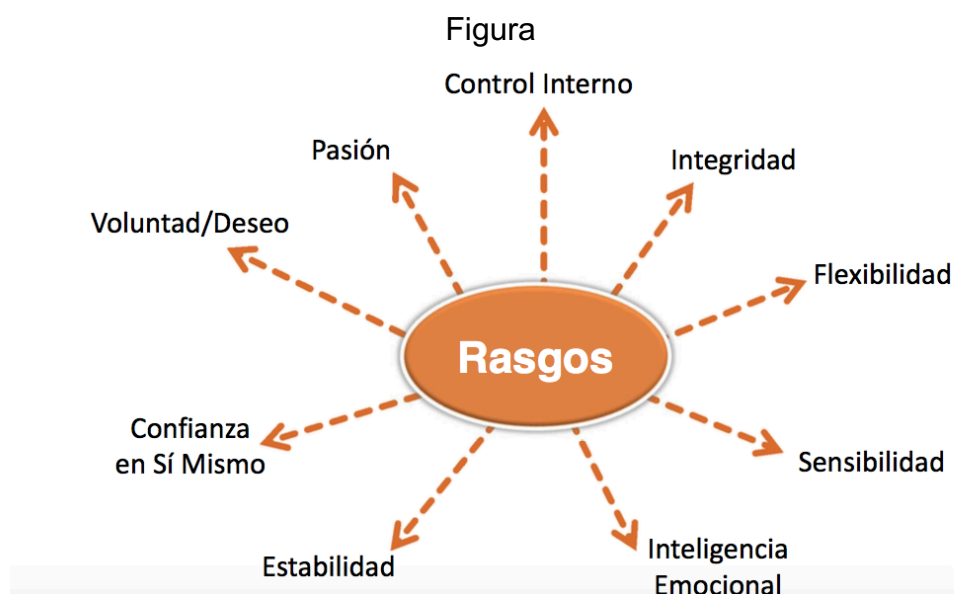 Figura
Control Interno
Pasión
Integridad
Voluntad/Deseo
Flexibilidad
Rasgos
Confianza
en Sí Mismo
Sensibilidad
Estabilidad
Inteligencia
Emocional